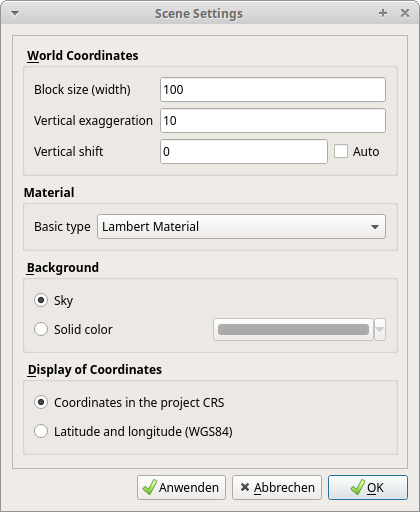 Scene Settings
World Coordinates
Block size (width) 100
Vertical exaggeration 10
Vertical shift 0 Auto
Material
Basic type Lambert Material
Background
Sky
Solid color
Display of Coordinates
Coordinates in the project CRS
Latitude and longitude (WGS84)
Anwenden Abbrechen OK